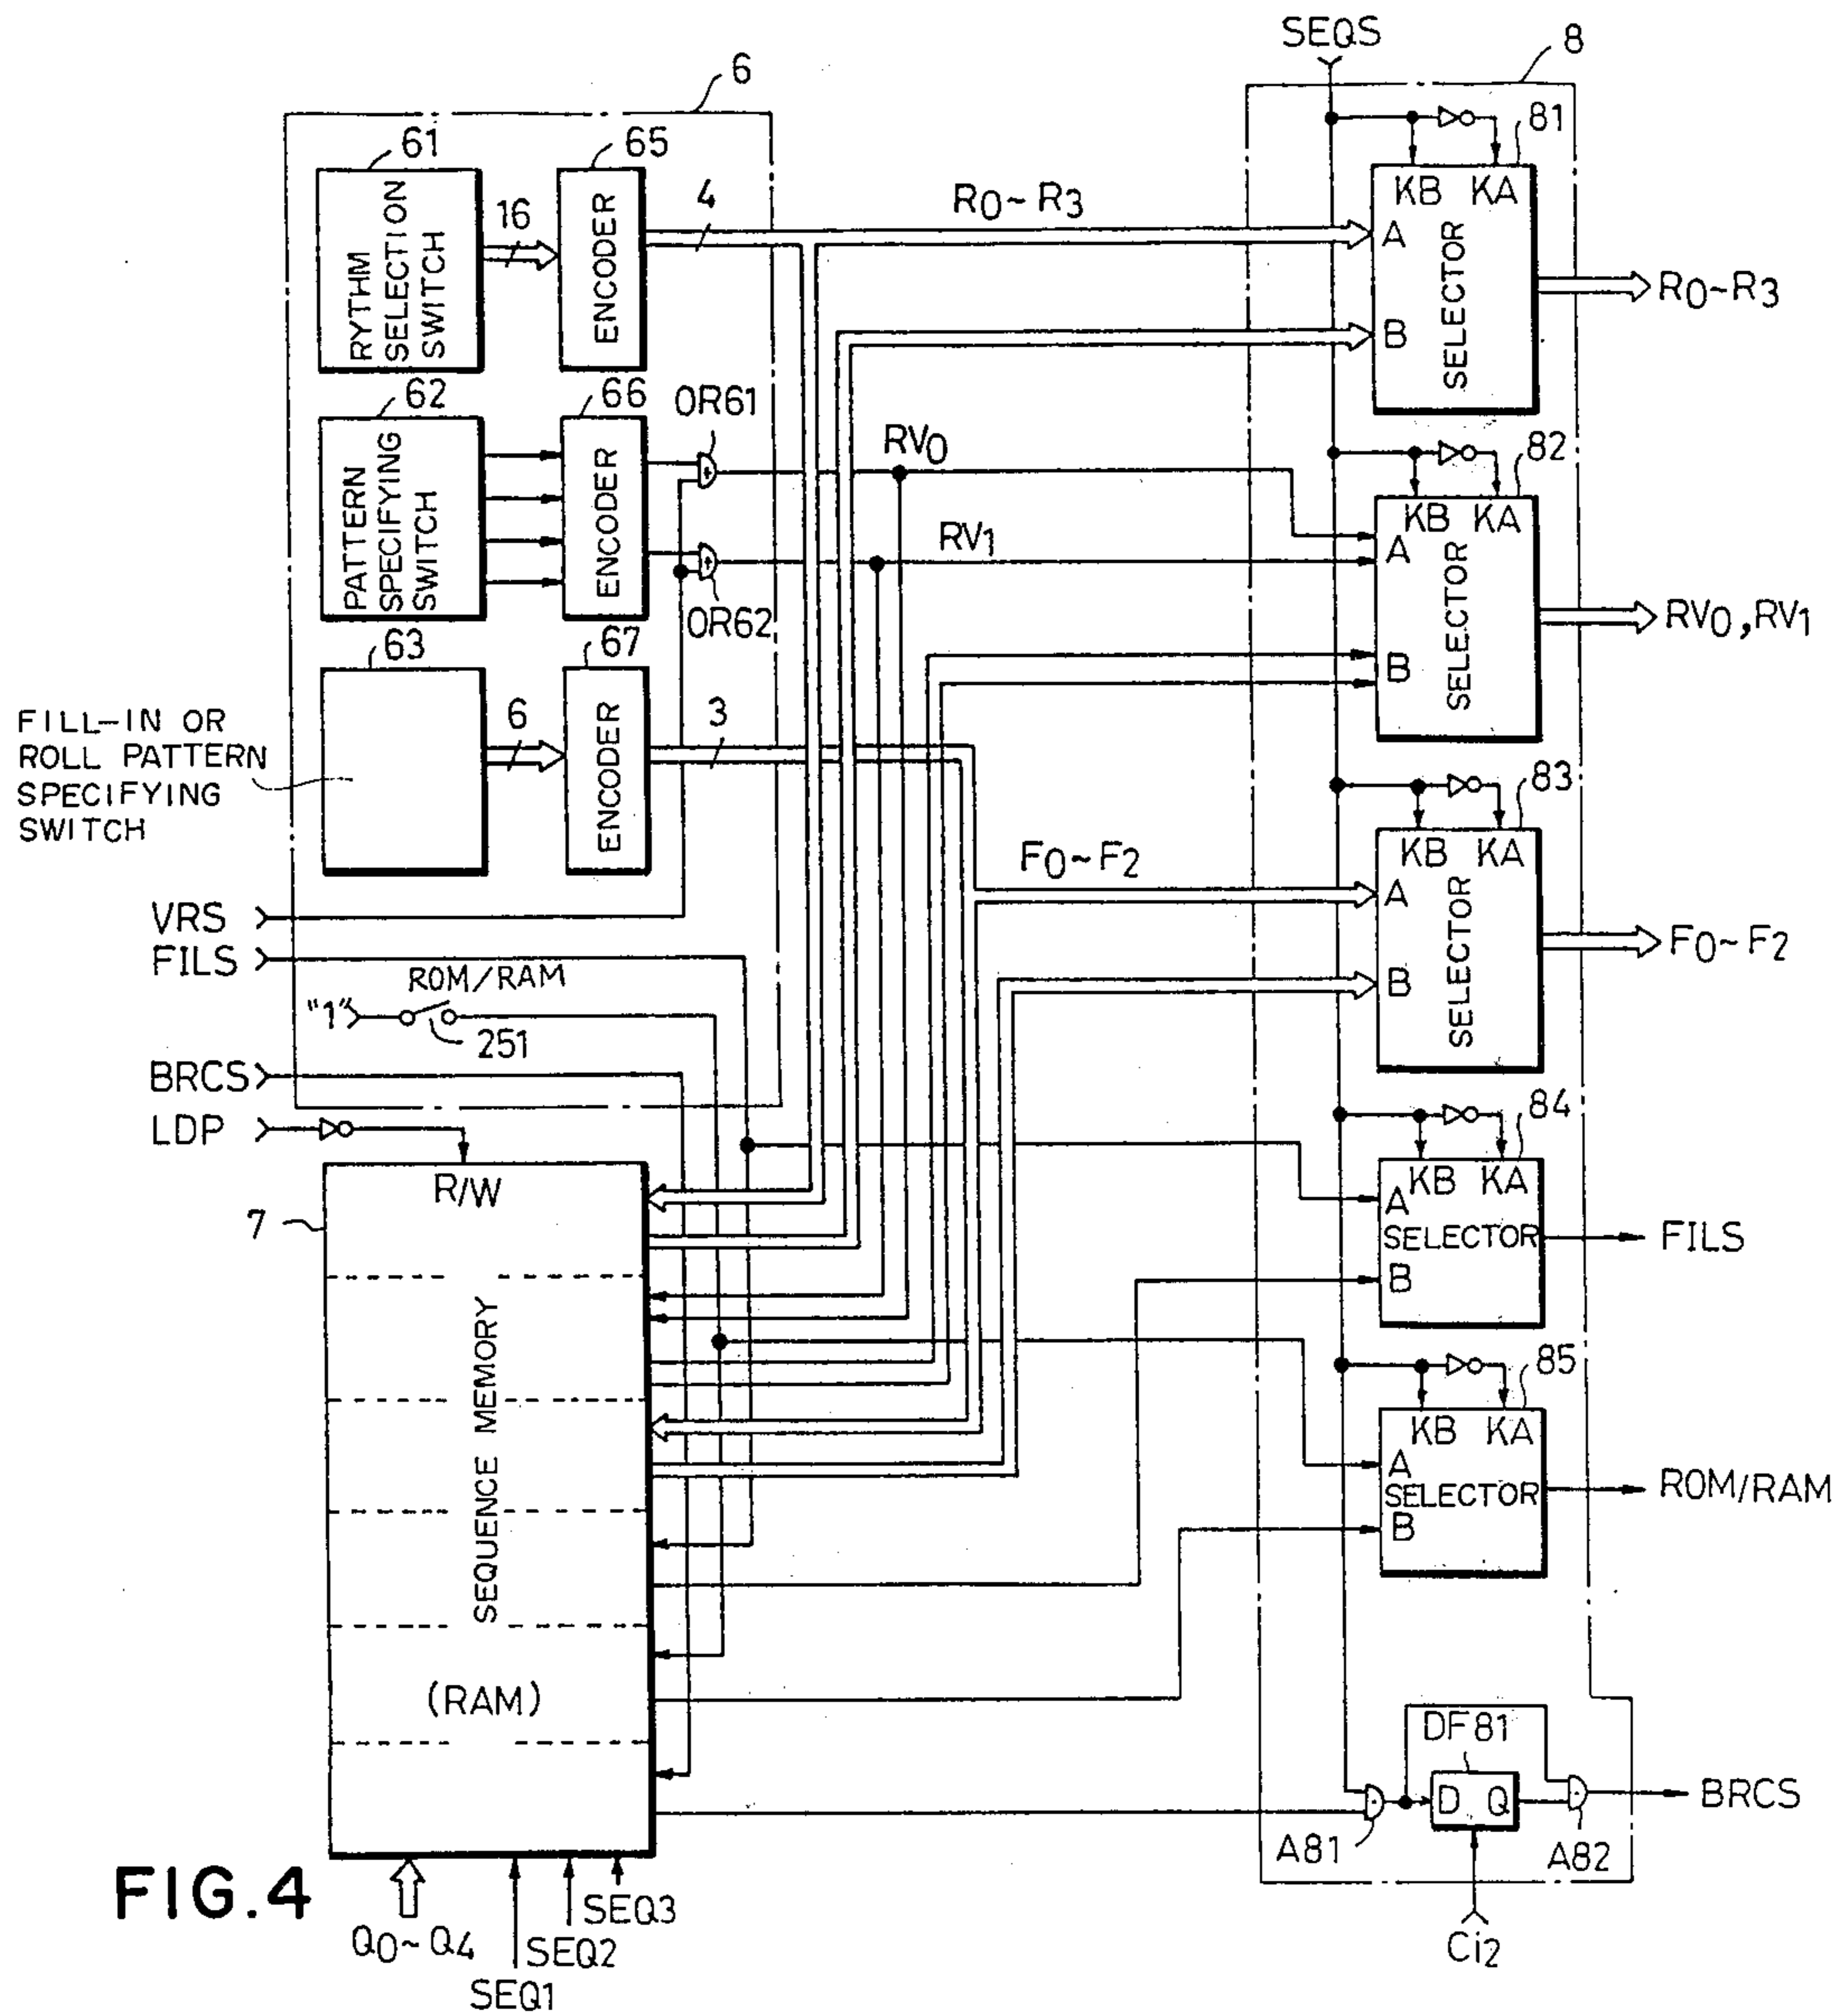 SEQS
8
6
61
65
81
RYTHM
SELECTION
SWITCH
16
ENCODER
4
R0~R3
KB KA
A
B
SELECTOR
R0~R3
62
66
OR61
82
PATTERN
SPECIFYING
SWITCH
ENCODER
RV0
RV1
OR62
KB KA
A
B
SELECTOR
RV0,RV1
63
67
FILL-IN OR
ROLL PATTERN
SPECIFYING
SWITCH
6
ENCODER
3
83
F0~F2
KB KA
A
B
SELECTOR
F0~F2
VRS
FILS
ROM/RAM
"1"
251
BRCS
LDP
84
KB KA
A
SELECTOR
B
FILS
7
R/W
SEQUENCE MEMORY
(RAM)
85
KB KA
A
SELECTOR
B
ROM/RAM
DF81
D Q
A81
A82
BRCS
Ci2
FIG.4
Q0~Q4
SEQ3
SEQ2
SEQ1